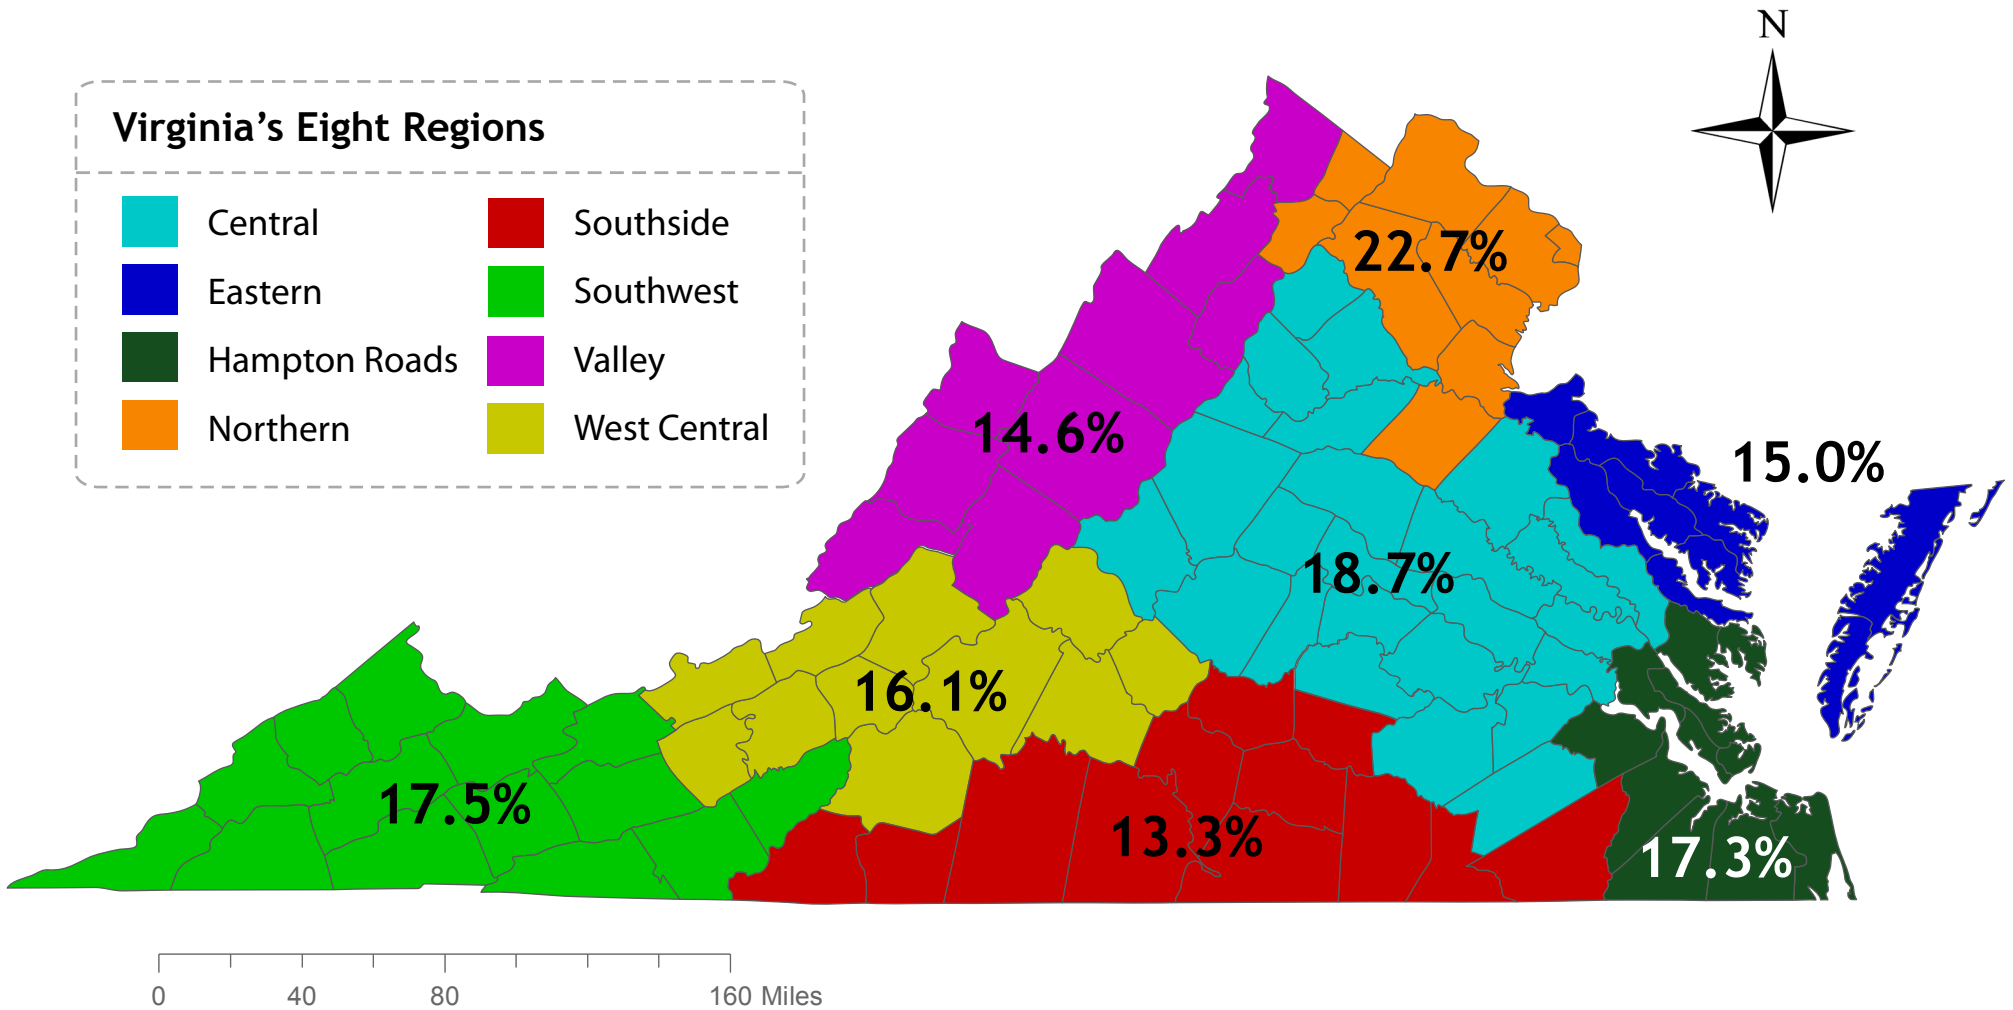 N
Virginia’s Eight Regions
Central
Southside
Eastern
Southwest
Hampton Roads
Valley
Northern
West Central
22.7%
14.6%
15.0%
18.7%
16.1%
17.5%
13.3%
17.3%
0 40 80 160 Miles